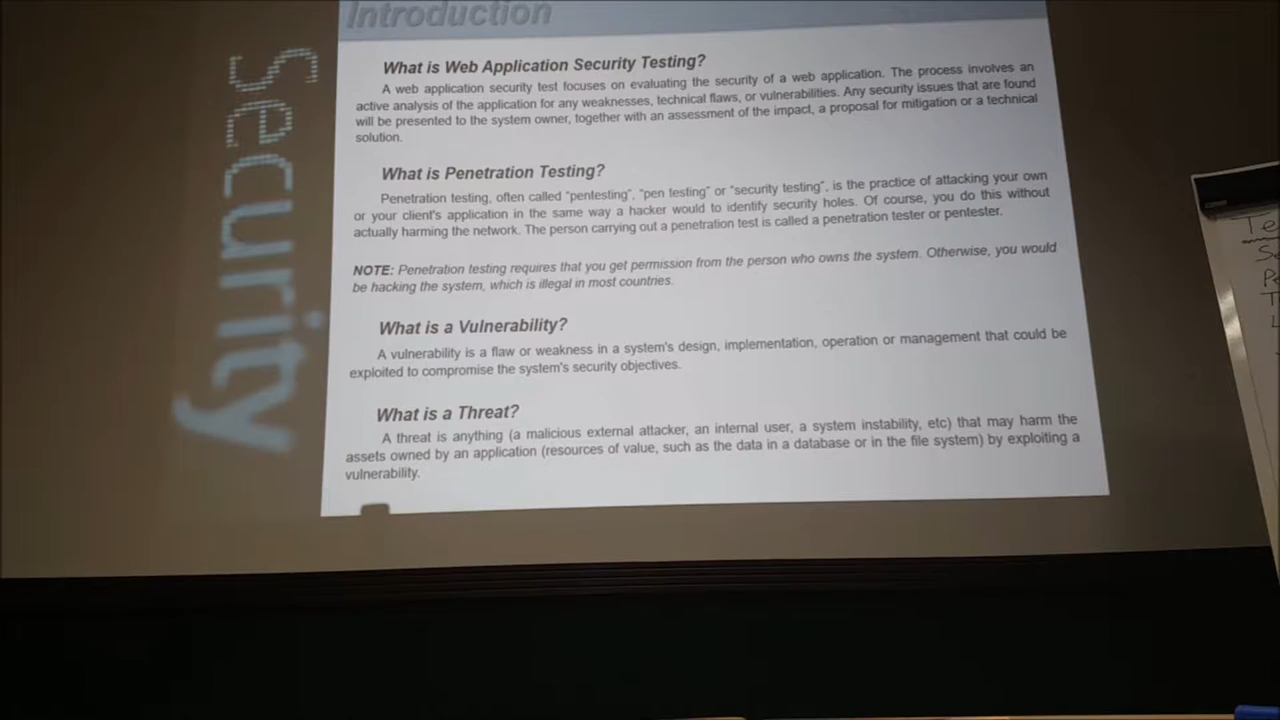 Introduction
Security
What is Web Application Security Testing?
A web application security test focuses on evaluating the security of a web application. The process involves an
active analysis of the application for any weaknesses, technical flaws, or vulnerabilities. Any security issues that are found
will be presented to the system owner, together with an assessment of the impact, a proposal for mitigation or a technical
solution.
What is Penetration Testing?
Penetration testing, often called “pentesting”, “pen testing” or “security testing”, is the practice of attacking your own
or your client's application in the same way a hacker would to identify security holes. Of course, you do this without
actually harming the network. The person carrying out a penetration test is called a penetration tester or pentester.
NOTE: Penetration testing requires that you get permission from the person who owns the system. Otherwise, you would
be hacking the system, which is illegal in most countries.
What is a Vulnerability?
A vulnerability is a flaw or weakness in a system's design, implementation, operation or management that could be
exploited to compromise the system's security objectives.
What is a Threat?
A threat is anything (a malicious external attacker, an internal user, a system instability, etc) that may harm the
assets owned by an application (resources of value, such as the data in a database or in the file system) by exploiting a
vulnerability.
Te